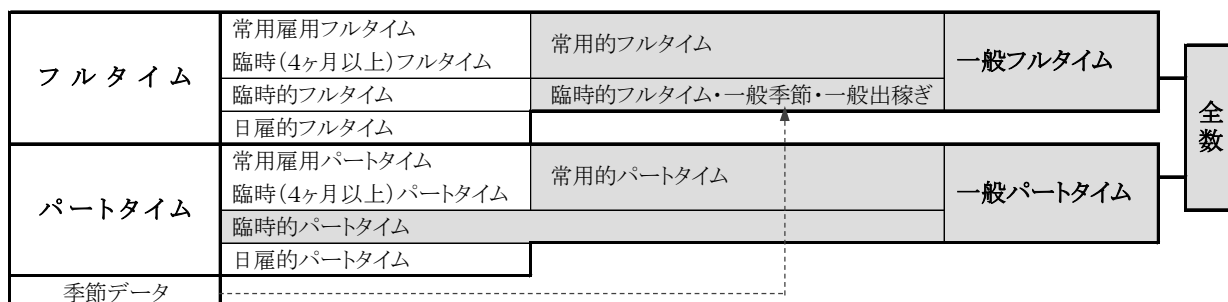 フルタイム
常用雇用フルタイム
臨時（4ヶ月以上）フルタイム
臨時的フルタイム
日雇的フルタイム
常用的フルタイム
臨時的フルタイム・一般季節・一般出稼ぎ
一般フルタイム
パートタイム
常用雇用パートタイム
臨時（4ヶ月以上）パートタイム
臨時的パートタイム
日雇的パートタイム
常用的パートタイム
一般パートタイム
全数
季節データ